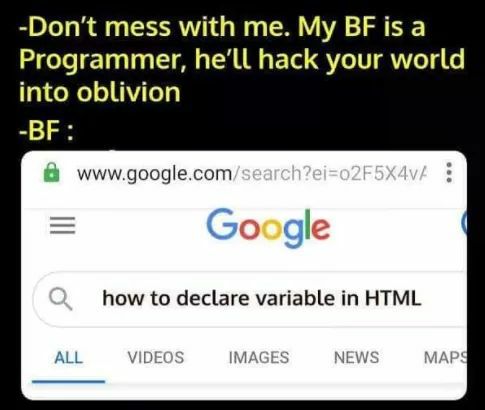 -Don't mess with me. My BF is a
Programmer, he'll hack your world
into oblivion
-BF :
www.google.com/search?ei=o2F5X4v
Google
how to declare variable in HTML
ALL VIDEOS IMAGES NEWS MAPS